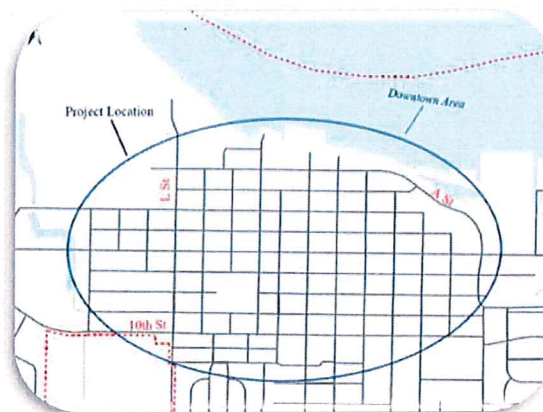 Downtown Area
Project Location
L St
A St
10th St